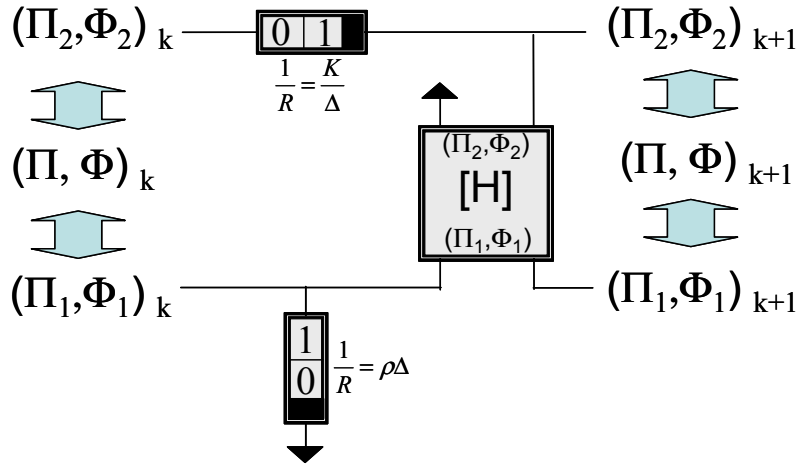 (Π₂,Φ₂) k
0 1
(Π₂,Φ₂) k+1
1/R = K/Δ
(Π₂,Φ₂)
(Π, Φ) k
[H]
(Π, Φ) k+1
(Π₁,Φ₁)
(Π₁,Φ₁) k
(Π₁,Φ₁) k+1
1
0
1/R = ρΔ